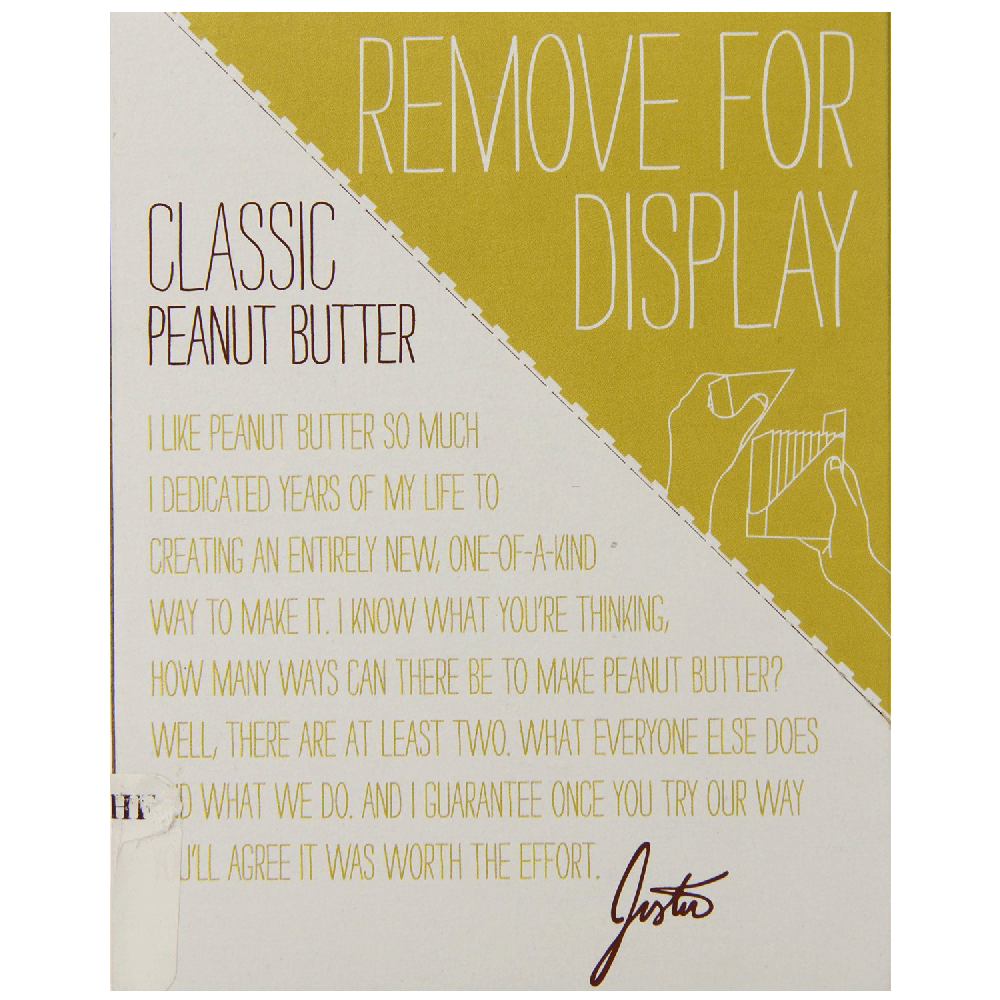 REMOVE FOR
DISPLAY
CLASSIC
PEANUT BUTTER
I LIKE PEANUT BUTTER SO MUCH
I DEDICATED YEARS OF MY LIFE TO
CREATING AN ENTIRELY NEW, ONE-OF-A-KIND
WAY TO MAKE IT. I KNOW WHAT YOU'RE THINKING,
HOW MANY WAYS CAN THERE BE TO MAKE PEANUT BUTTER?
WELL, THERE ARE AT LEAST TWO. WHAT EVERYONE ELSE DOES
WHAT WE DO. AND I GUARANTEE ONCE YOU TRY OUR WAY
AGREE IT WAS WORTH THE EFFORT.
Justin